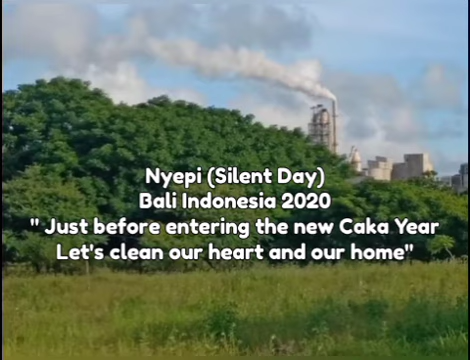 Nyepi (Silent Day)
Bali Indonesia 2020
" Just before entering the new Caka Year
Let's clean our heart and our home"